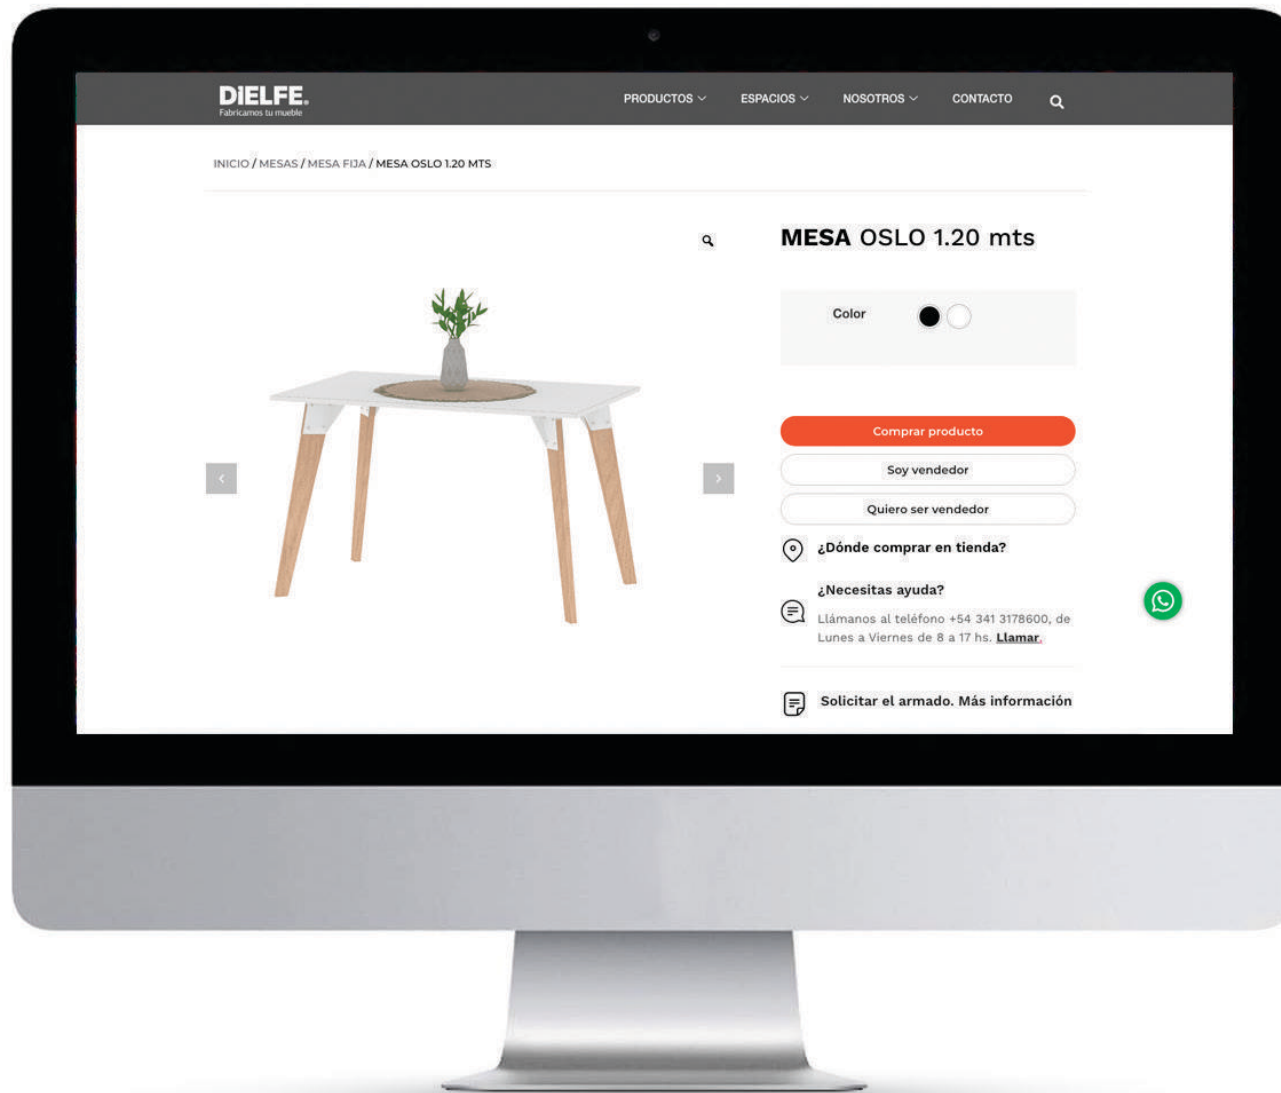 DiELFE®
Fabricamos tu mueble
PRODUCTOS
ESPACIOS
NOSOTROS
CONTACTO
INICIO / MESAS / MESA FIJA / MESA OSLO 1.20 MTS
MESA OSLO 1.20 mts
Color
Comprar producto
Soy vendedor
Quiero ser vendedor
¿Dónde comprar en tienda?
¿Necesitas ayuda?
Llámanos al teléfono +54 341 3178600, de
Lunes a Viernes de 8 a 17 hs. Llamar.
Solicitar el armado. Más información